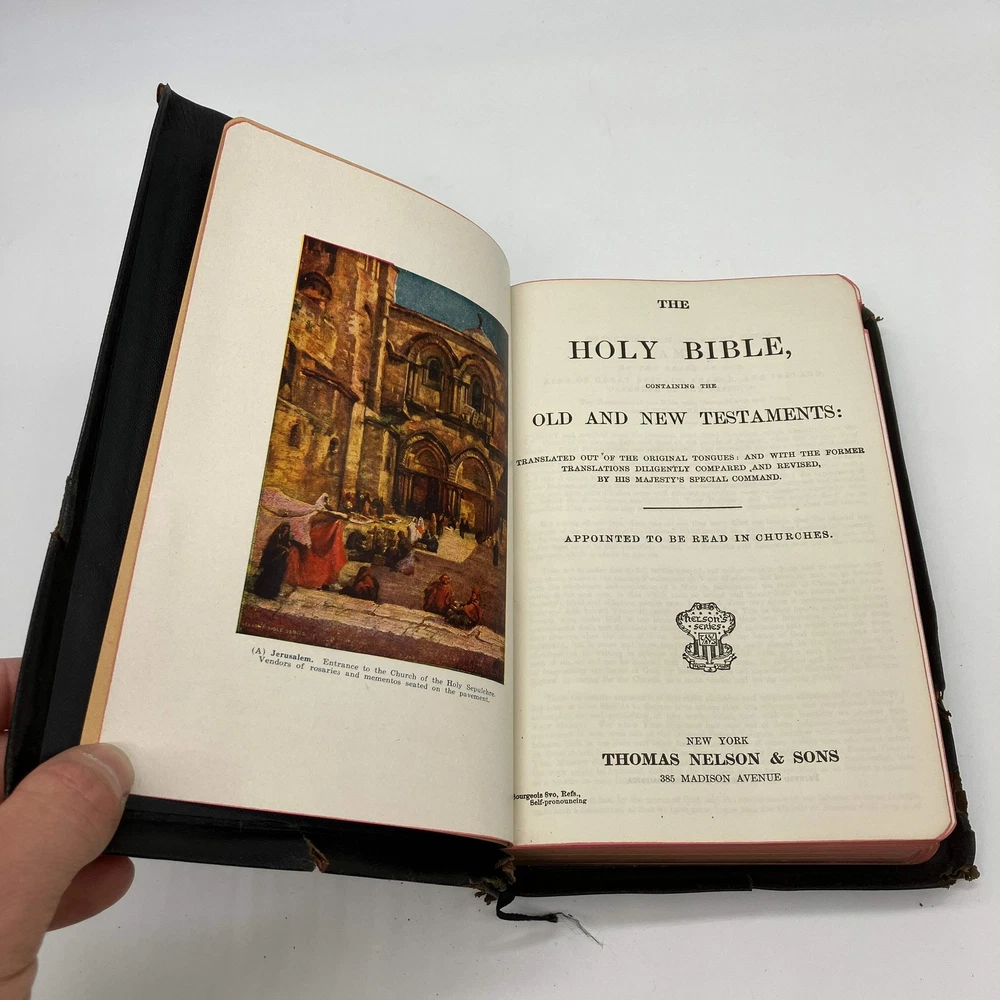 (A) Jerusalem. Entrance to the Church of the Holy Sepulchre.
Vendors of rosaries and mementos seated on the pavement.
THE
HOLY BIBLE,
CONTAINING THE
OLD AND NEW TESTAMENTS:
TRANSLATED OUT OF THE ORIGINAL TONGUES: AND WITH THE FORMER
TRANSLATIONS DILIGENTLY COMPARED AND REVISED,
BY HIS MAJESTY'S SPECIAL COMMAND.
APPOINTED TO BE READ IN CHURCHES.
NELSON'S
SERIES
NEW YORK
THOMAS NELSON & SONS
385 MADISON AVENUE
Bourgeois 8vo, Refs.,
Self-pronouncing